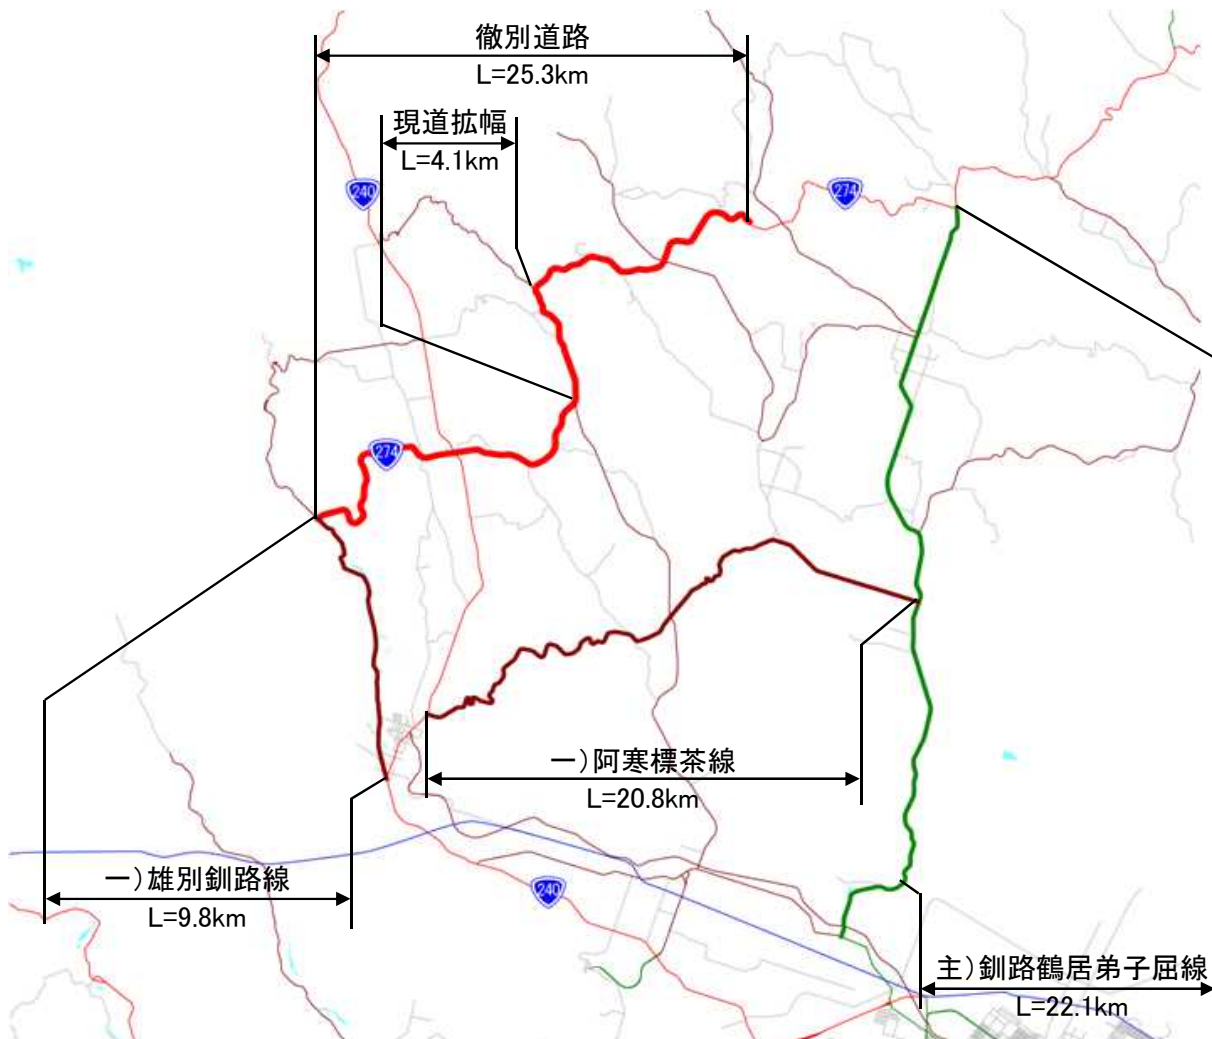 徹別道路
L=25.3km
現道拡幅
L=4.1km
240
274
274
一)阿寒標茶線
L=20.8km
一)雄別釧路線
L=9.8km
240
主)釧路鶴居弟子屈線
L=22.1km